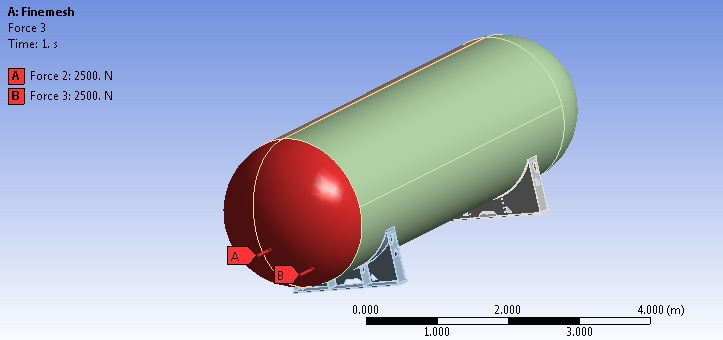 A: Finemesh
Force 3
Time: 1. s
A Force 2: 2500. N
B Force 3: 2500. N
A
B
0.000 2.000 4.000 (m)
1.000 3.000